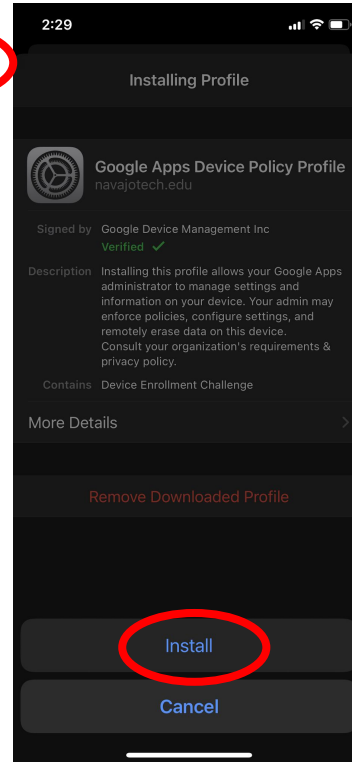 2:29
Installing Profile
Google Apps Device Policy Profile
navajotech.edu
Signed by Google Device Management Inc
Verified ✓
Description Installing this profile allows your Google Apps
administrator to manage settings and
information on your device. Your admin may
enforce policies, configure settings, and
remotely erase data on this device.
Consult your organization's requirements &
privacy policy.
Contains Device Enrollment Challenge
More Details
Remove Downloaded Profile
Install
Cancel